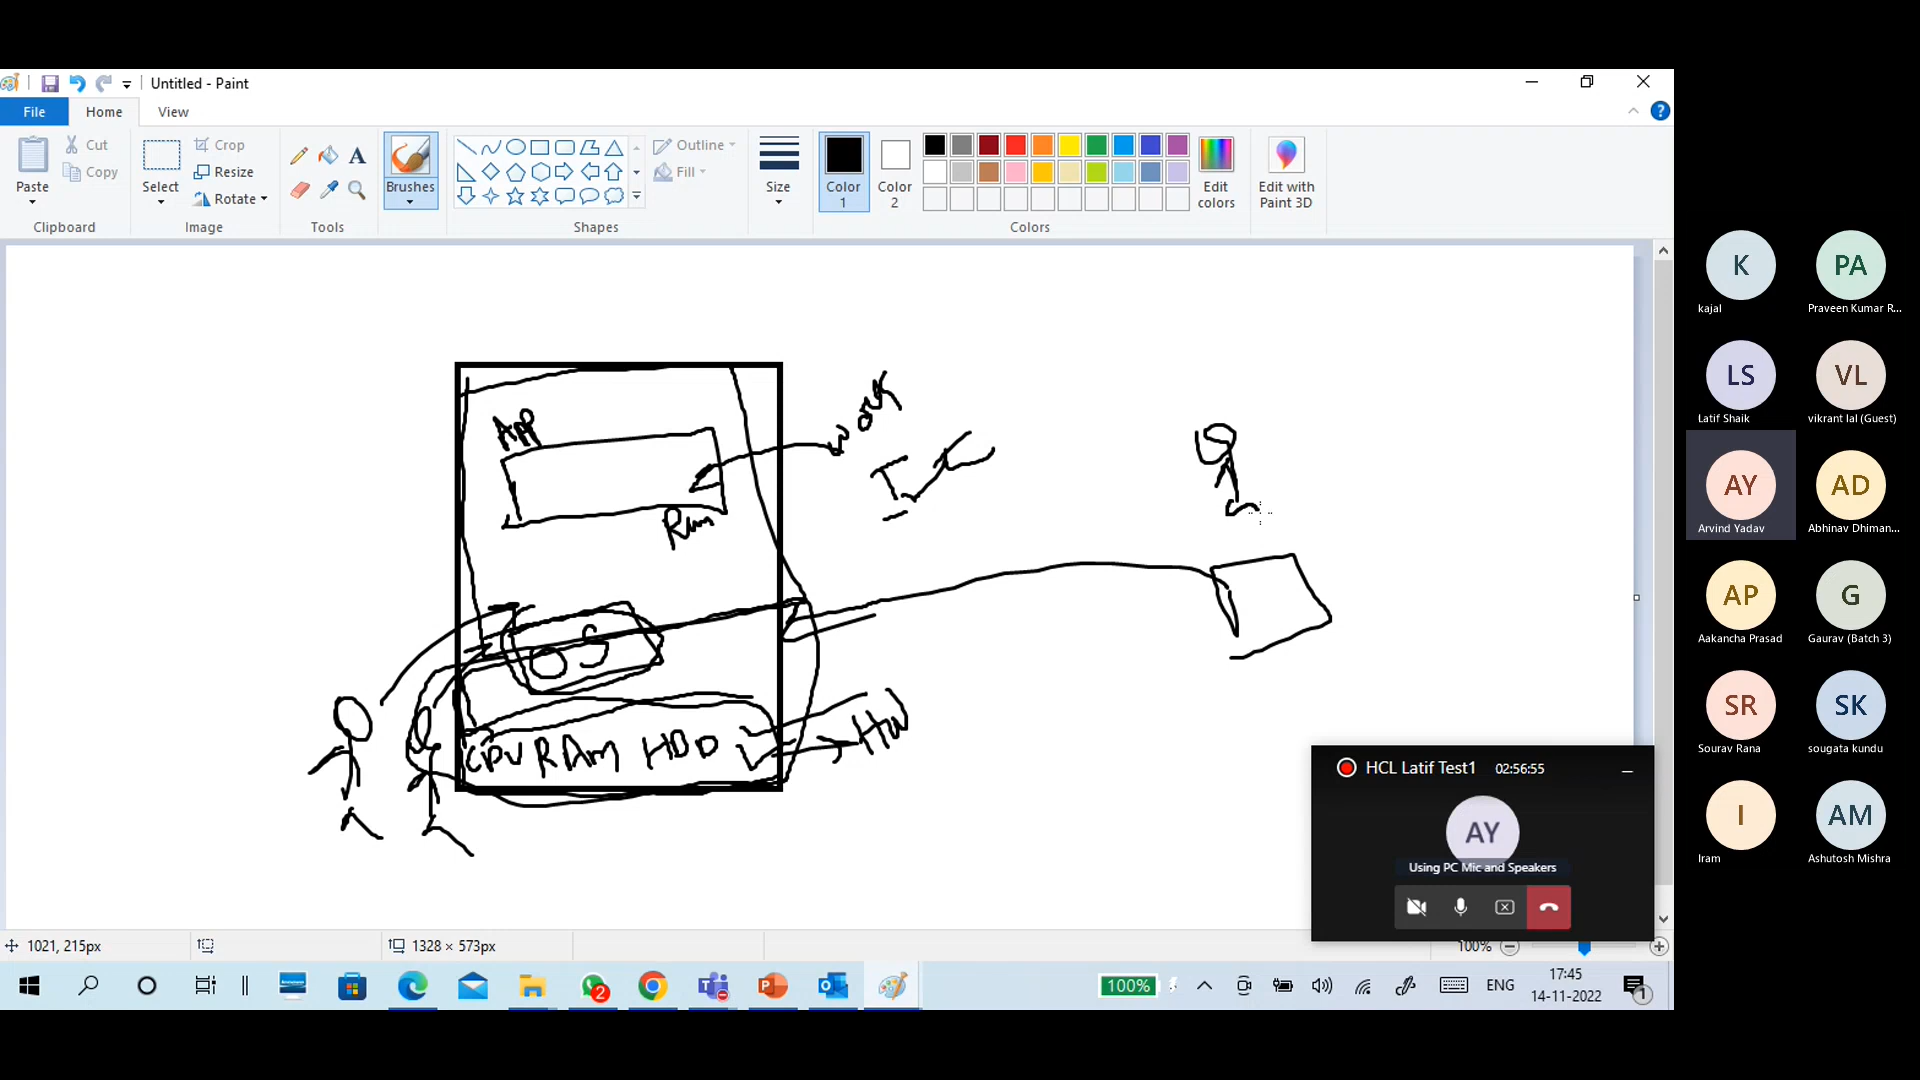 Untitled - Paint
File
Home
View
Paste
Cut
Copy
Clipboard
Select
Crop
Resize
Rotate
Image
Tools
Brushes
Shapes
Outline
Fill
Size
Color
1
Color
2
Edit
colors
Colors
Edit with
Paint 3D
App
Work
Run
OS
CPU RAM HDD
HW
K
kajal
PA
Praveen Kumar R...
LS
Latif Shaik
VL
vikrant lal (Guest)
AY
Arvind Yadav
AD
Abhinav Dhiman...
AP
Aakancha Prasad
G
Gaurav (Batch 3)
SR
Sourav Rana
SK
sougata kundu
I
Iram
AM
Ashutosh Mishra
HCL Latif Test1 02:56:55
AY
Using PC Mic and Speakers
1021, 215px
1328 × 573px
100%
2
100%
ENG
17:45
14-11-2022
1